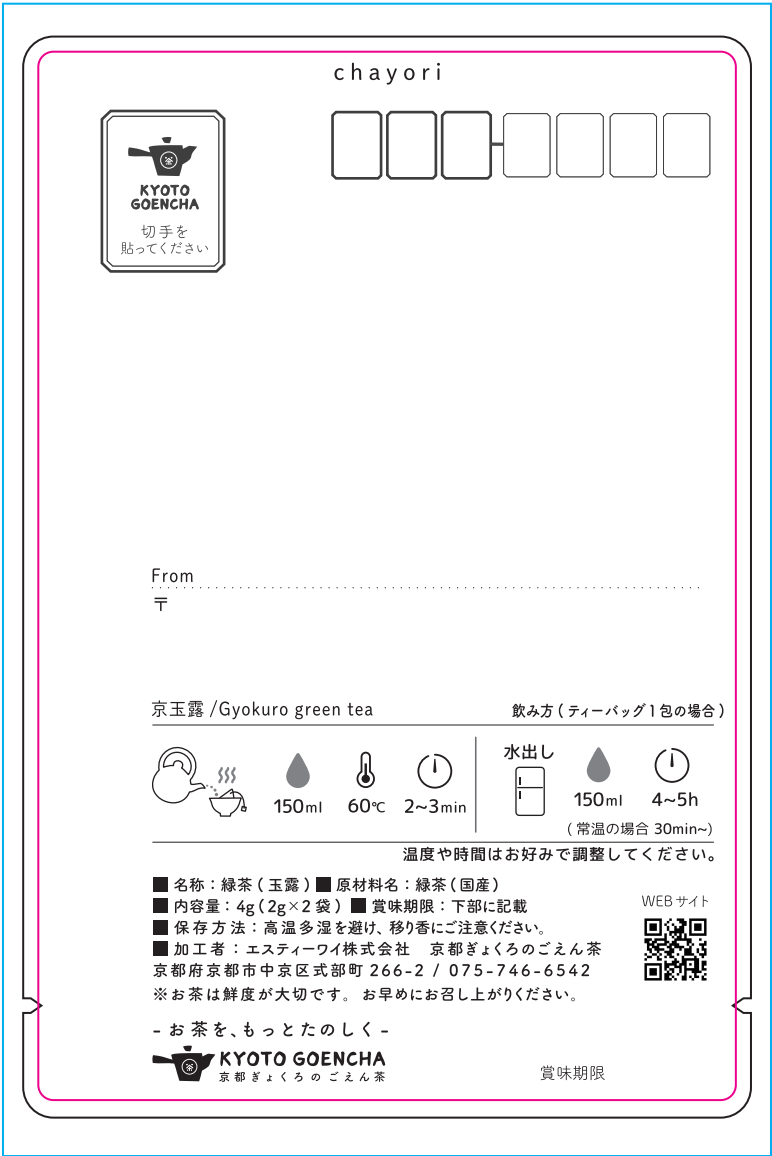 chayori
茶
KYOTO
GOENCHA
切手を
貼ってください
From
〒
京玉露 /Gyokuro green tea
飲み方 ( ティーバッグ 1 包の場合 )
150ml
60℃
2~3min
水出し
150ml
4~5h
( 常温の場合 30min~)
温度や時間はお好みで調整してください。
■ 名称：緑茶 ( 玉露 ) ■ 原材料名：緑茶 ( 国産 )
■ 内容量：4g ( 2g×2 袋 ) ■ 賞味期限：下部に記載
■ 保存方法：高温多湿を避け、移り香にご注意ください。
■ 加工者：エスティーワイ株式会社　京都ぎょくろのごえん茶
京都府京都市中京区式部町 266-2 / 075-746-6542
※お茶は鮮度が大切です。お早めにお召し上がりください。
WEB サイト
- お茶を、もっとたのしく -
茶
KYOTO GOENCHA
京都ぎょくろのごえん茶
賞味期限